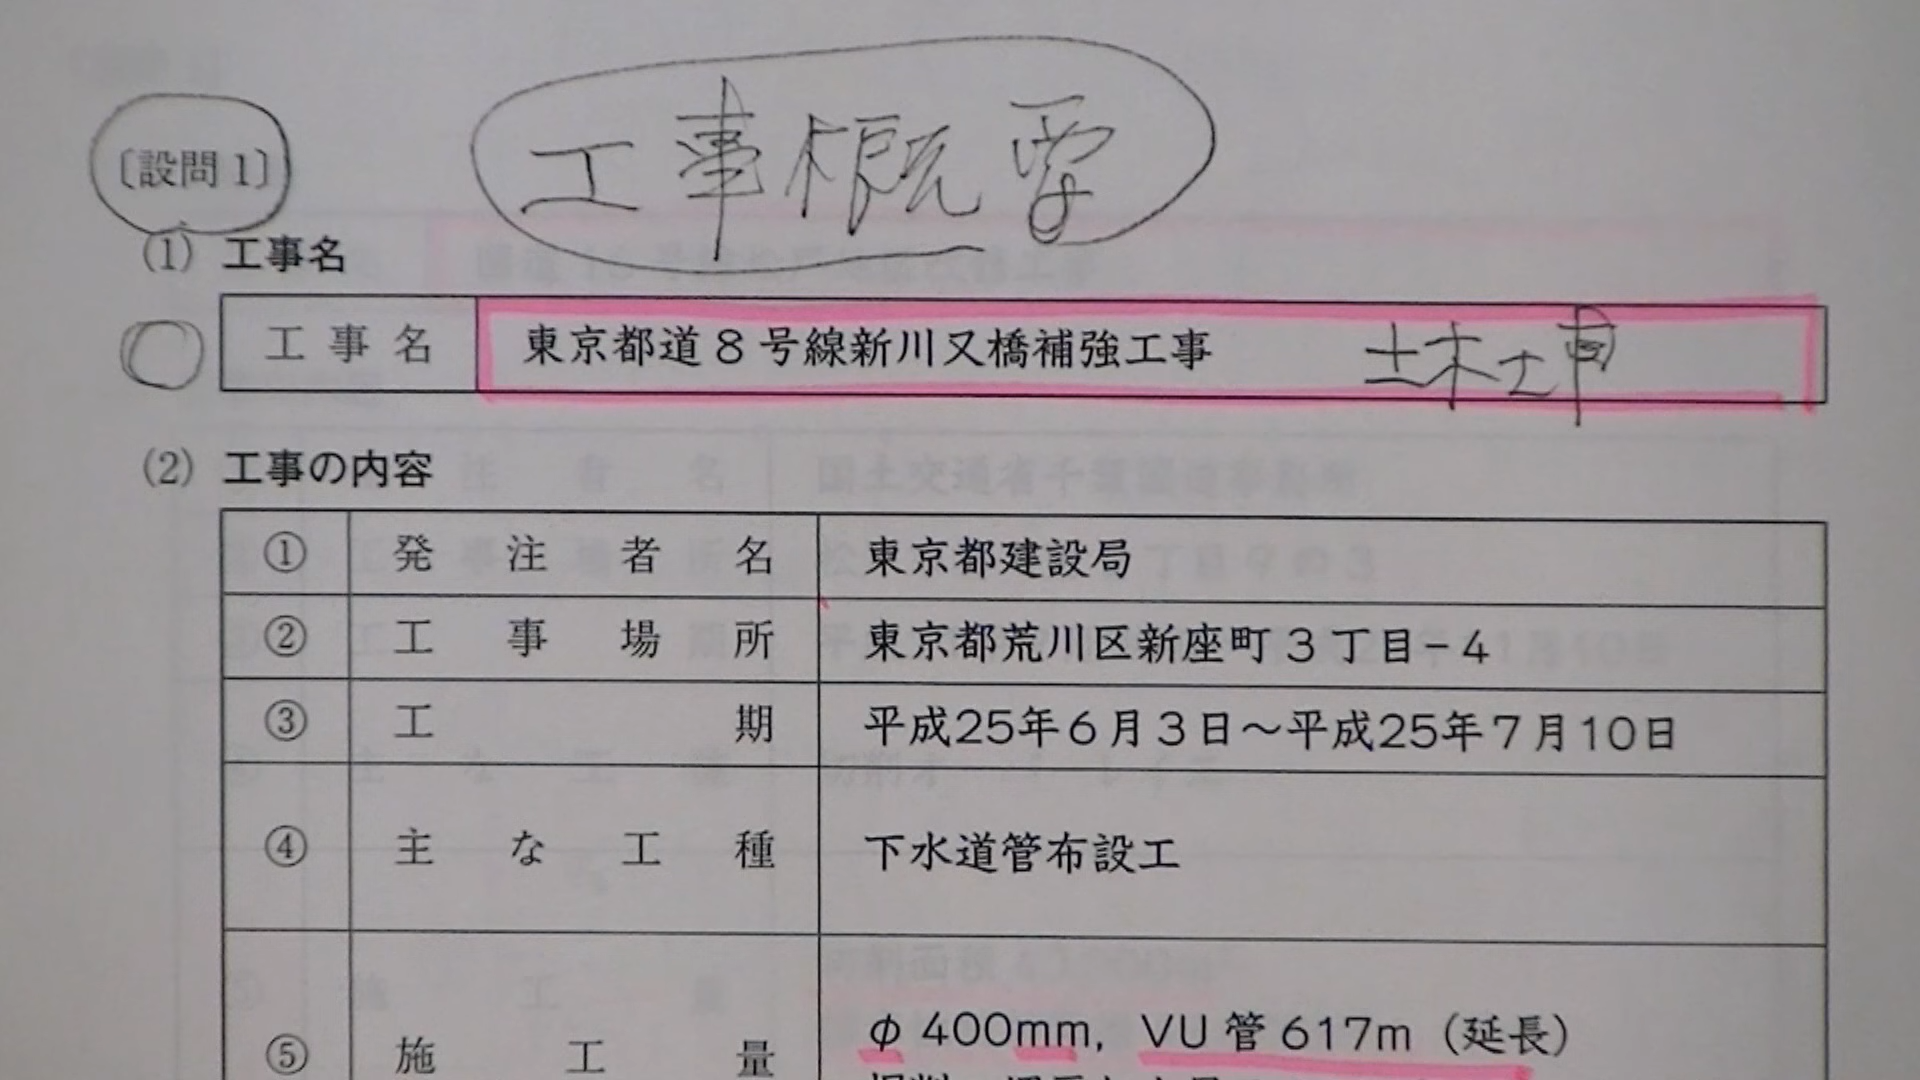 工事概要
〔設問1〕
(1) 工事名
工事名 東京都道8号線新川又橋補強工事 土木工事
(2) 工事の内容
① 発注者名 東京都建設局
② 工事場所 東京都荒川区新座町3丁目−4
③ 工期 平成25年6月3日〜平成25年7月10日
④ 主な工種 下水道管布設工
⑤ 施工量 φ400mm，VU管617m（延長）